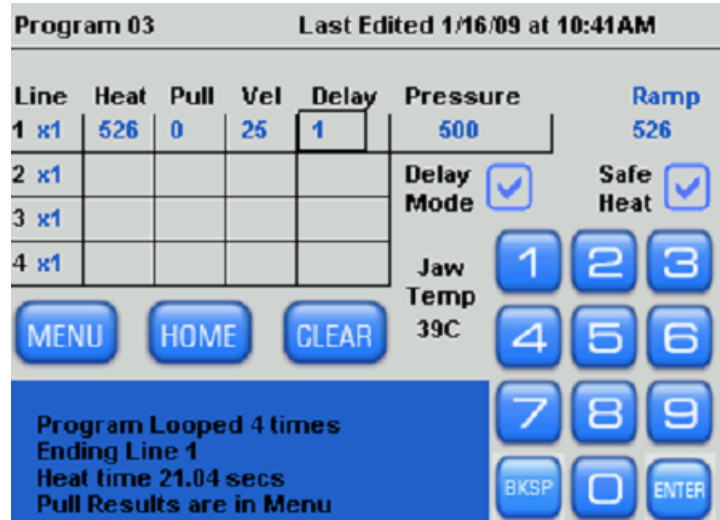 Program 03 Last Edited 1/16/09 at 10:41AM
Line Heat Pull Vel Delay Pressure Ramp
1 x1 526 0 25 1 500 526
2 x1 Delay Mode Safe Heat
3 x1
4 x1
Jaw Temp 39C
1 2 3
MENU HOME CLEAR
4 5 6
Program Looped 4 times
Ending Line 1
Heat time 21.04 secs
Pull Results are in Menu
7 8 9
BKSP 0 ENTER